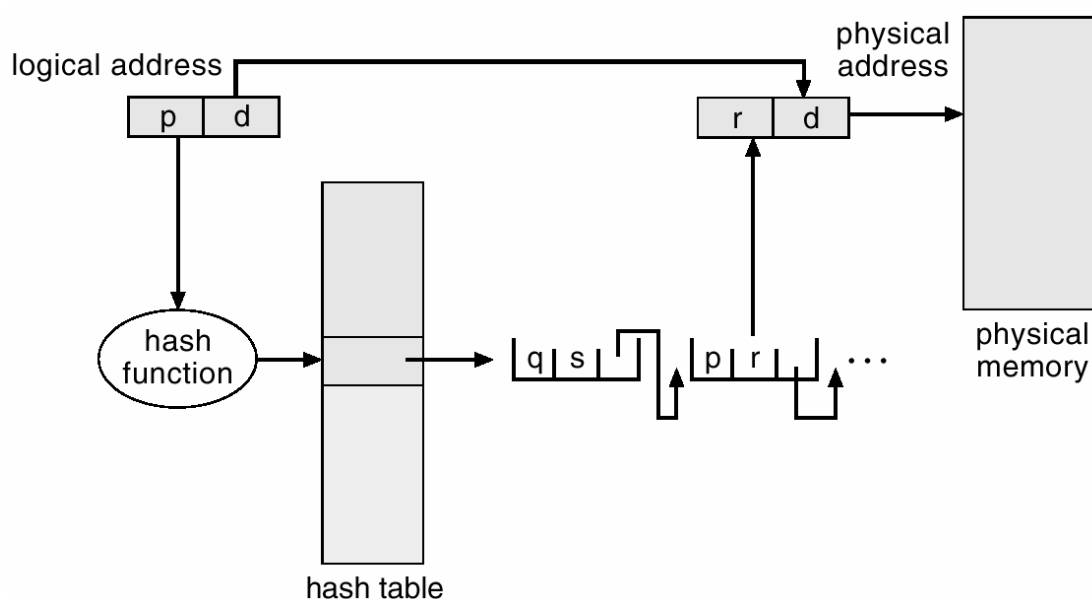 logical address
physical
address
p d
r d
hash
function
q s
p r
...
physical
memory
hash table